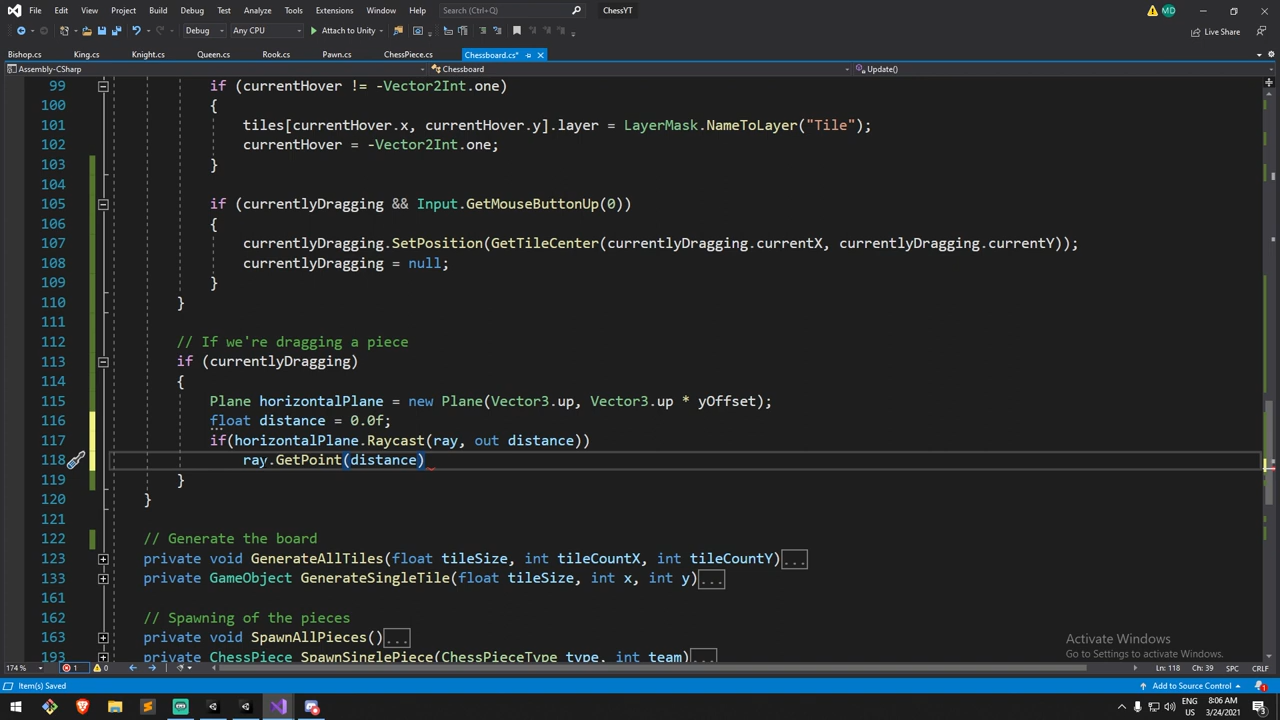 File Edit View Project Build Debug Test Analyze Tools Extensions Window Help Search (Ctrl+Q) ChessYT MD
Debug Any CPU Attach to Unity Live Share
Bishop.cs King.cs Knight.cs Queen.cs Rook.cs Pawn.cs ChessPiece.cs Chessboard.cs*
Assembly-CSharp Chessboard Update()
99 if (currentHover != -Vector2Int.one)
100 {
101 tiles[currentHover.x, currentHover.y].layer = LayerMask.NameToLayer("Tile");
102 currentHover = -Vector2Int.one;
103 }
104
105 if (currentlyDragging && Input.GetMouseButtonUp(0))
106 {
107 currentlyDragging.SetPosition(GetTileCenter(currentlyDragging.currentX, currentlyDragging.currentY));
108 currentlyDragging = null;
109 }
110 }
111
112 // If we're dragging a piece
113 if (currentlyDragging)
114 {
115 Plane horizontalPlane = new Plane(Vector3.up, Vector3.up * yOffset);
116 float distance = 0.0f;
117 if(horizontalPlane.Raycast(ray, out distance))
118 ray.GetPoint(distance)
119 }
120 }
121
122 // Generate the board
123 private void GenerateAllTiles(float tileSize, int tileCountX, int tileCountY)...
133 private GameObject GenerateSingleTile(float tileSize, int x, int y)...
161
162 // Spawning of the pieces
163 private void SpawnAllPieces()...
193 private ChessPiece SpawnSinglePiece(ChessPieceType type, int team)...
Activate Windows
Go to Settings to activate Windows.
174 % 1 0 Ln: 118 Ch: 39 SPC CRLF
Item(s) Saved Add to Source Control 1
ENG US 8:06 AM 3/24/2021 3